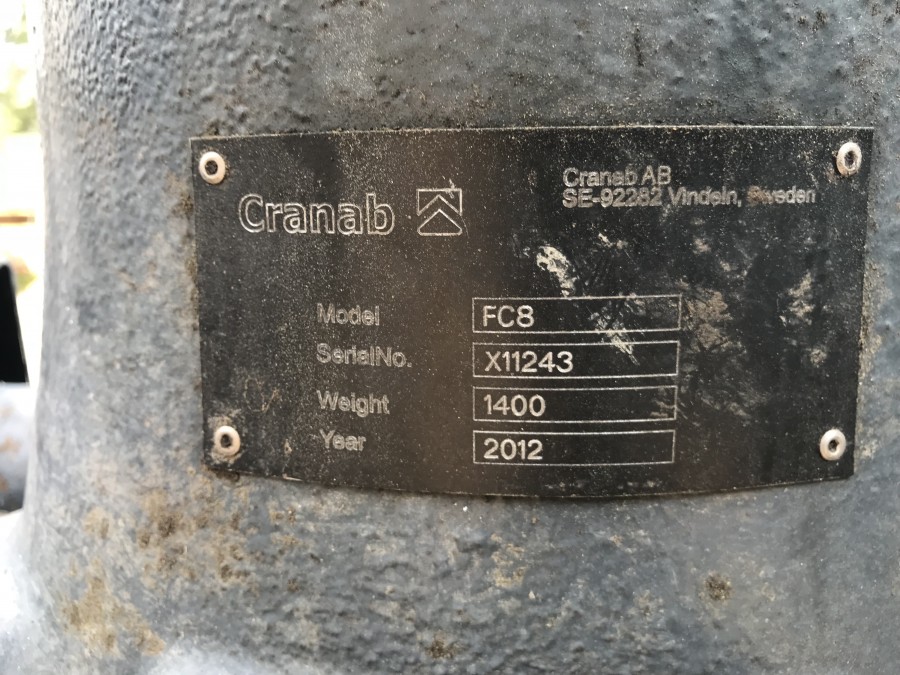 Cranab
Cranab AB
SE-92282 Vindeln, Sweden
Model FC8
SerialNo. X11243
Weight 1400
Year 2012